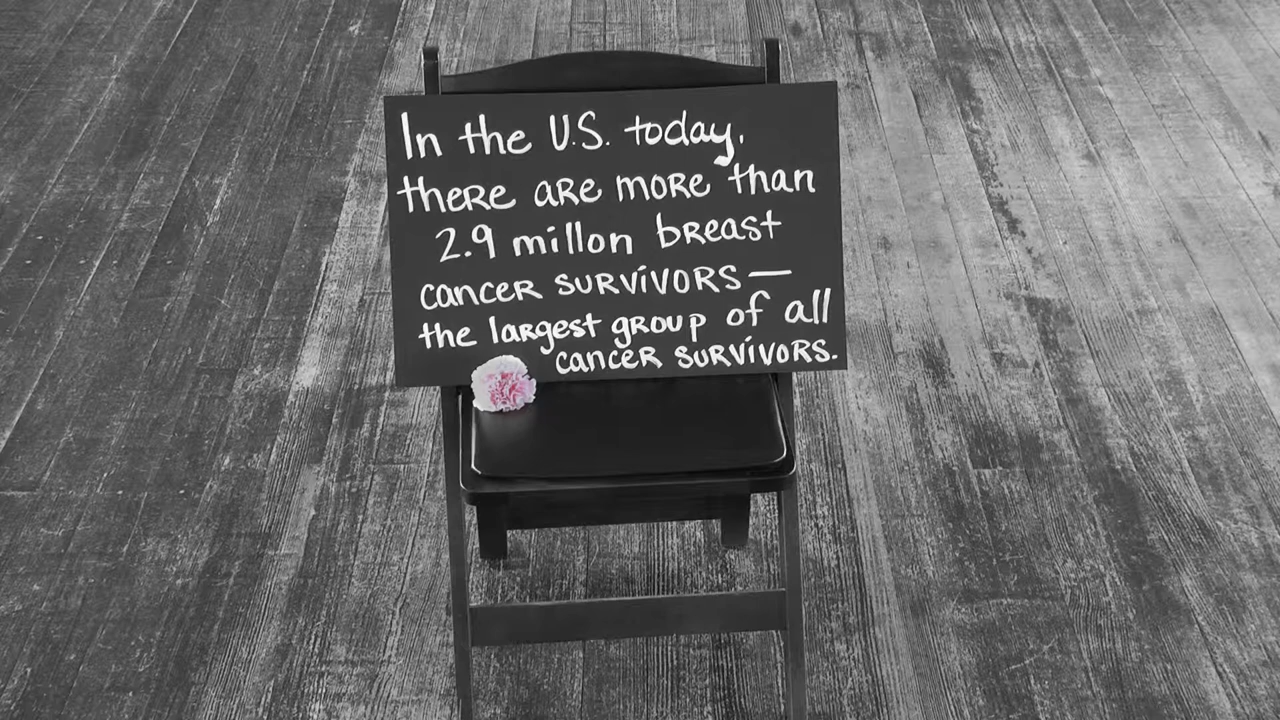 In the U.S. today,
there are more than
2.9 millon breast
cancer survivors—
the largest group of all
cancer survivors.